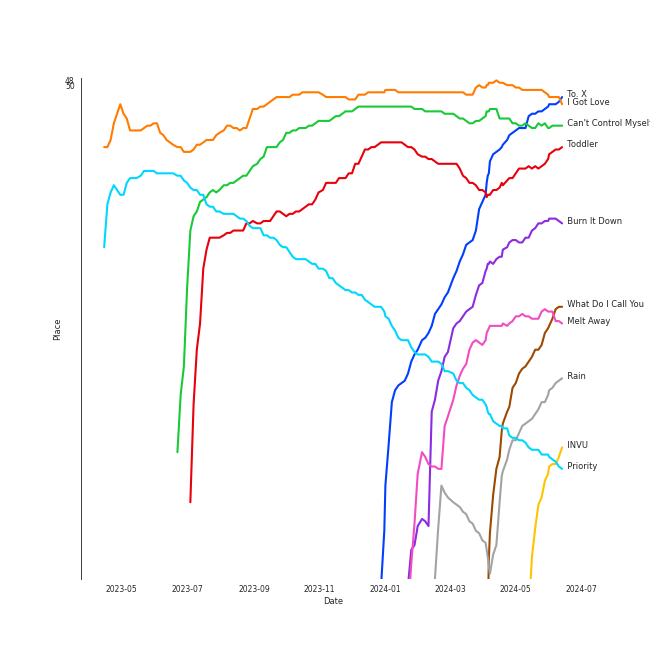 48
50
To. X
I Got Love
Can't Control Mysel
Toddler
Burn It Down
What Do I Call You
Melt Away
Rain
INVU
Priority
Place
2023-05
2023-07
2023-09
2023-11
2024-01
2024-03
2024-05
2024-07
Date